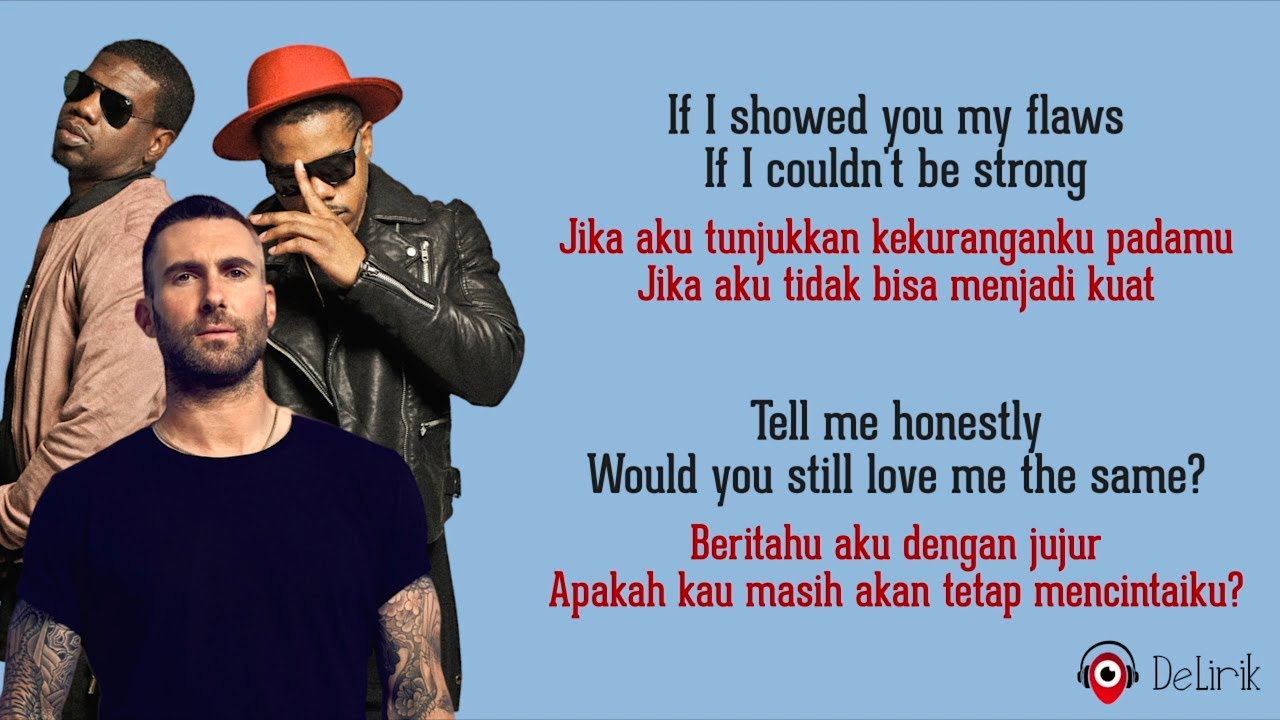 If I showed you my flaws
If I couldn't be strong
Jika aku tunjukkan kekuranganku padamu
Jika aku tidak bisa menjadi kuat
Tell me honestly
Would you still love me the same?
Beritahu aku dengan jujur
Apakah kau masih akan tetap mencintaiku?
DeLirik